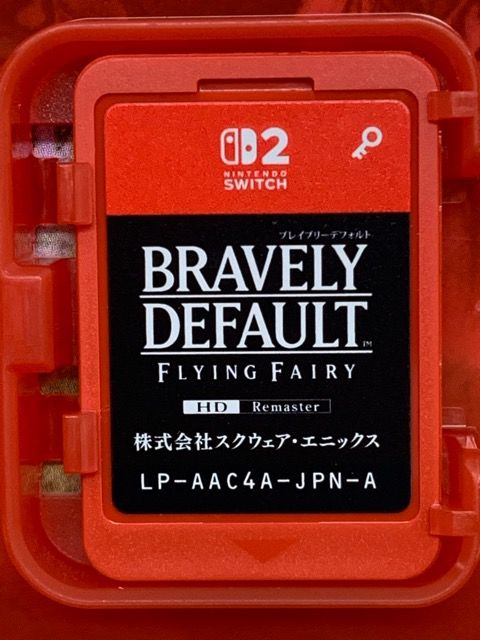 2
NINTENDO
SWITCH
ブレイブリーデフォルト
BRAVELY
DEFAULT™
FLYING FAIRY
HD Remaster
株式会社スクウェア・エニックス
LP-AAC4A-JPN-A